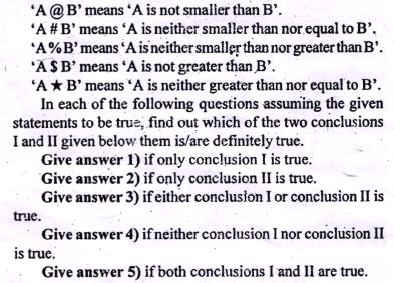 'A @ B' means 'A is not smaller than B'.
'A # B' means 'A is neither smaller than nor equal to B'.
'A % B' means 'A is neither smaller than nor greater than B'.
'A $ B' means 'A is not greater than B'.
'A ★ B' means 'A is neither greater than nor equal to B'.
In each of the following questions assuming the given
statements to be true, find out which of the two conclusions
I and II given below them is/are definitely true.
Give answer 1) if only conclusion I is true.
Give answer 2) if only conclusion II is true.
Give answer 3) if either conclusion I or conclusion II is
true.
Give answer 4) if neither conclusion I nor conclusion II
is true.
Give answer 5) if both conclusions I and II are true.